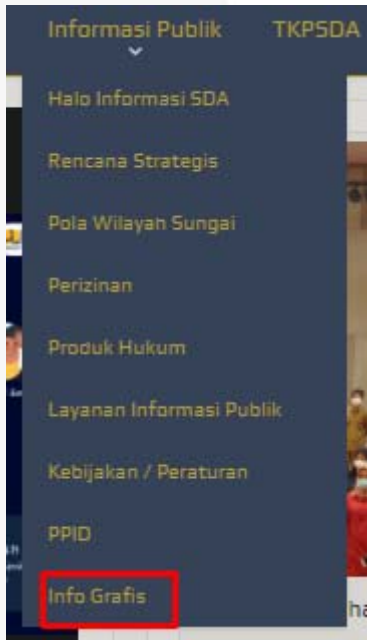 Informasi Publik TKPSDA
Halo Informasi SDA
Rencana Strategis
Pola Wilayah Sungai
Perizinan
Produk Hukum
Layanan Informasi Publik
Kebijakan / Peraturan
PPID
Info Grafis